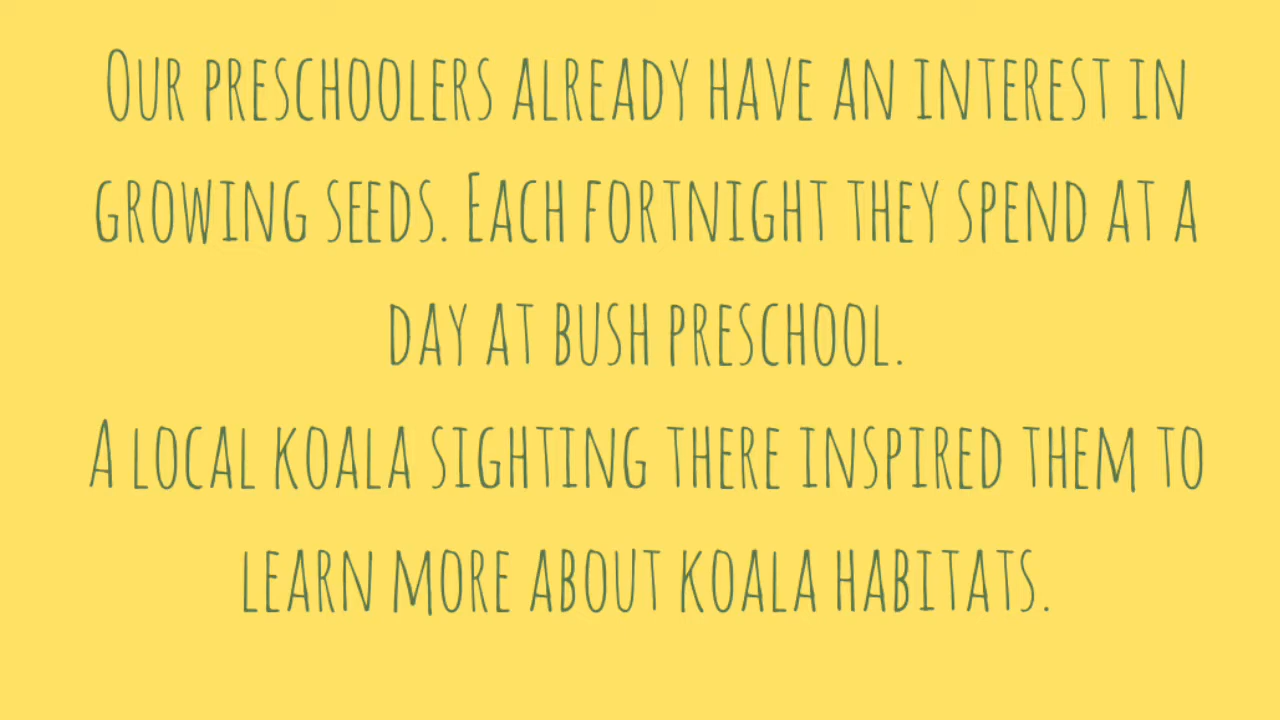 Our preschoolers already have an interest in
growing seeds. Each fortnight they spend at a
day at bush preschool.
A local koala sighting there inspired them to
learn more about koala habitats.